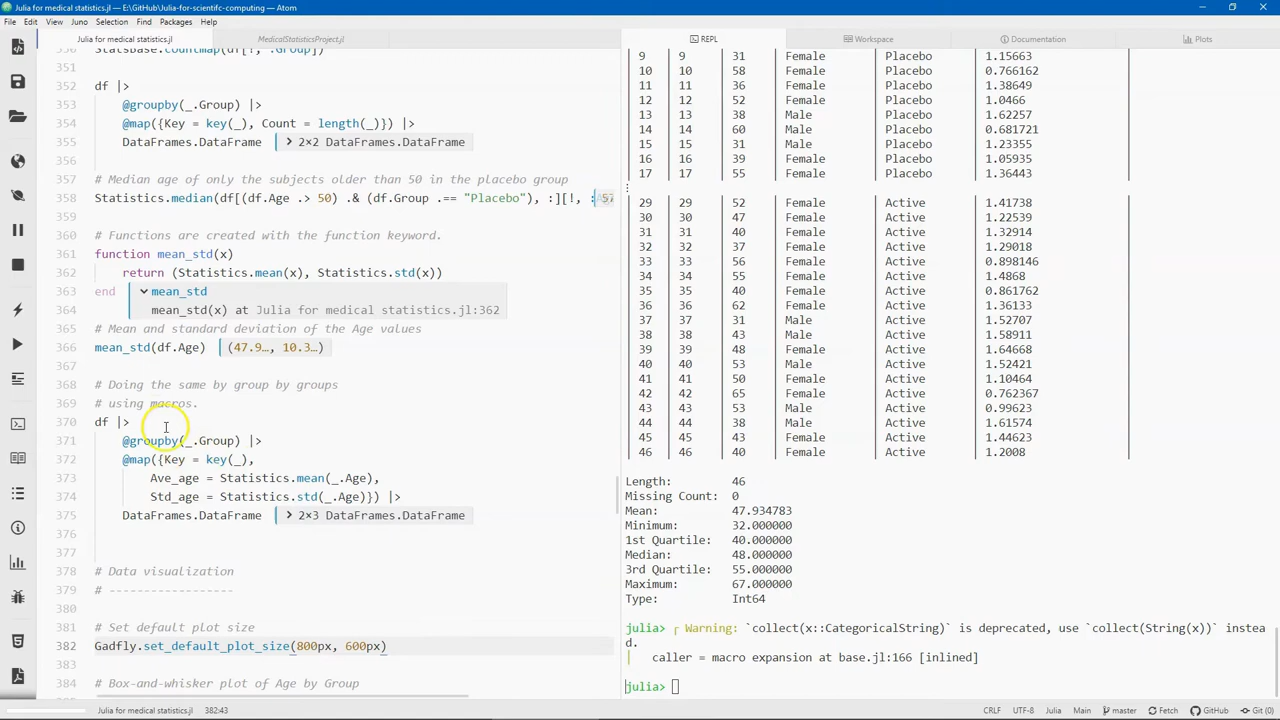 Julia for medical statistics.jl — E:\GitHub\Julia-for-scientifc-computing — Atom
File Edit View Juno Selection Find Packages Help
Julia for medical statistics.jl
MedicalStatisticsProject.jl
350 StatsBase.countmap(df[!, :Group])
351
352 df |>
353 @groupby(_.Group) |>
354 @map({Key = key(_), Count = length(_)}) |>
355 DataFrames.DataFrame > 2×2 DataFrames.DataFrame
356
357 # Median age of only the subjects older than 50 in the placebo group
358 Statistics.median(df[(df.Age .> 50) .& (df.Group .== "Placebo"), :][!, : 57
359
360 # Functions are created with the function keyword.
361 function mean_std(x)
362 return (Statistics.mean(x), Statistics.std(x))
363 end mean_std
364 mean_std(x) at Julia for medical statistics.jl:362
365 # Mean and standard deviation of the Age values
366 mean_std(df.Age) (47.9…, 10.3…)
367
368 # Doing the same by group by groups
369 # using macros.
370 df |>
371 @groupby(_.Group) |>
372 @map({Key = key(_),
373 Ave_age = Statistics.mean(_.Age),
374 Std_age = Statistics.std(_.Age)}) |>
375 DataFrames.DataFrame > 2×3 DataFrames.DataFrame
376
377
378 # Data visualization
379 # ------------------
380
381 # Set default plot size
382 Gadfly.set_default_plot_size(800px, 600px)
383
384 # Box-and-whisker plot of Age by Group
REPL Workspace Documentation Plots
9 | 9 | 31 | Female | Placebo | 1.15663 |
10 | 10 | 58 | Female | Placebo | 0.766162 |
11 | 11 | 36 | Female | Placebo | 1.38649 |
12 | 12 | 52 | Female | Placebo | 1.0466 |
13 | 13 | 38 | Male | Placebo | 1.62257 |
14 | 14 | 60 | Male | Placebo | 0.681721 |
15 | 15 | 31 | Male | Placebo | 1.23355 |
16 | 16 | 39 | Female | Placebo | 1.05935 |
17 | 17 | 55 | Female | Placebo | 1.36443 |
⋮
29 | 29 | 52 | Female | Active | 1.41738 |
30 | 30 | 47 | Female | Active | 1.22539 |
31 | 31 | 40 | Female | Active | 1.32914 |
32 | 32 | 37 | Female | Active | 1.29018 |
33 | 33 | 56 | Female | Active | 0.898146 |
34 | 34 | 55 | Female | Active | 1.4868 |
35 | 35 | 40 | Female | Active | 0.861762 |
36 | 36 | 62 | Female | Active | 1.36133 |
37 | 37 | 31 | Male | Active | 1.52707 |
38 | 38 | 43 | Male | Active | 1.58911 |
39 | 39 | 48 | Female | Active | 1.64668 |
40 | 40 | 53 | Male | Active | 1.52421 |
41 | 41 | 50 | Female | Active | 1.10464 |
42 | 42 | 42 | Female | Active | 0.762367 |
43 | 43 | 53 | Male | Active | 0.99623 |
44 | 44 | 38 | Male | Active | 1.61574 |
45 | 45 | 43 | Female | Active | 1.44623 |
46 | 46 | 40 | Female | Active | 1.2008 |
Length: 46
Missing Count: 0
Mean: 47.934783
Minimum: 32.000000
1st Quartile: 40.000000
Median: 48.000000
3rd Quartile: 55.000000
Maximum: 67.000000
Type: Int64
julia> ┌ Warning: `collect(x::CategoricalString)` is deprecated, use `collect(String(x))` instea
d.
│ caller = macro expansion at base.jl:166 [inlined]
julia>
Julia for medical statistics.jl 382:43
CRLF UTF-8 Julia Main master Fetch GitHub Git (0)